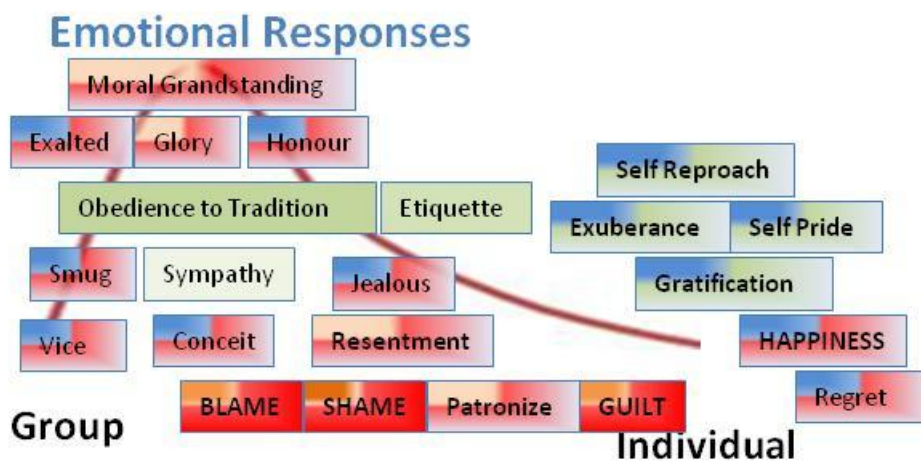 Emotional Responses
Moral Grandstanding
Exalted
Glory
Honour
Self Reproach
Obedience to Tradition
Etiquette
Exuberance
Self Pride
Smug
Sympathy
Jealous
Gratification
Vice
Conceit
Resentment
HAPPINESS
BLAME
SHAME
Patronize
GUILT
Regret
Group
Individual